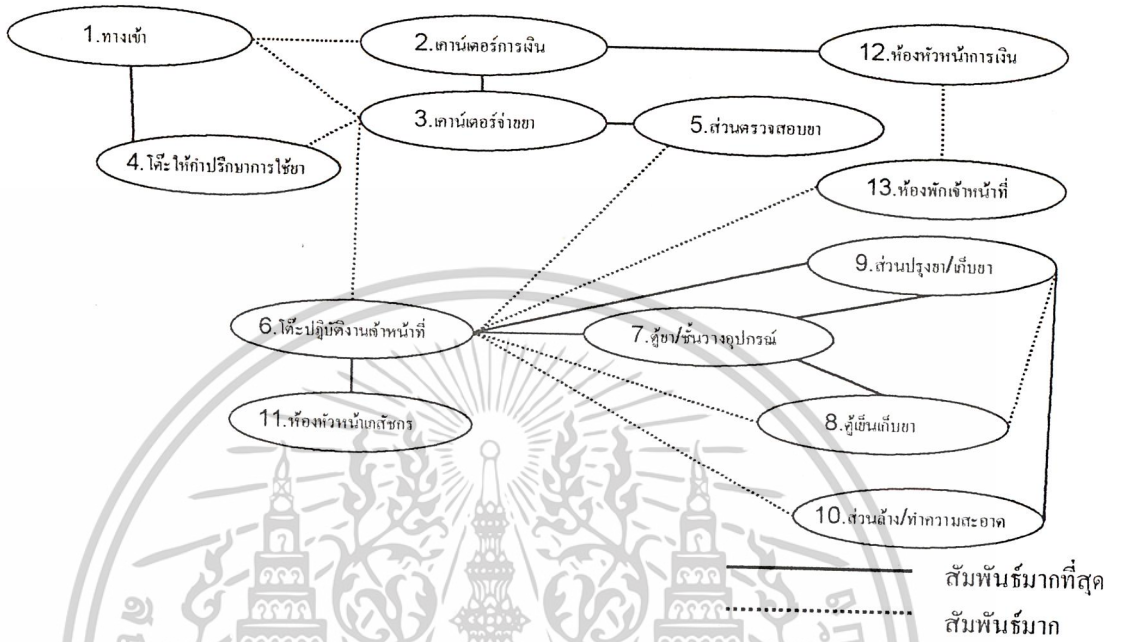 1.ทางเข้า
2.เคาน์เตอร์การเงิน
12.ห้องหัวหน้าการเงิน
3.เคาน์เตอร์จ่ายยา
5.ส่วนตรวจสอบยา
4.โต๊ะให้คำปรึกษาการใช้ยา
13.ห้องพักเจ้าหน้าที่
9.ส่วนปรุงยา/เก็บยา
6.โต๊ะปฏิบัติงานเจ้าหน้าที่
7.ตู้ยา/ชั้นวางอุปกรณ์
11.ห้องหัวหน้าเภสัชกร
8.ตู้เย็นเก็บยา
10.ส่วนล้าง/ทำความสะอาด
สัมพันธ์มากที่สุด
สัมพันธ์มาก